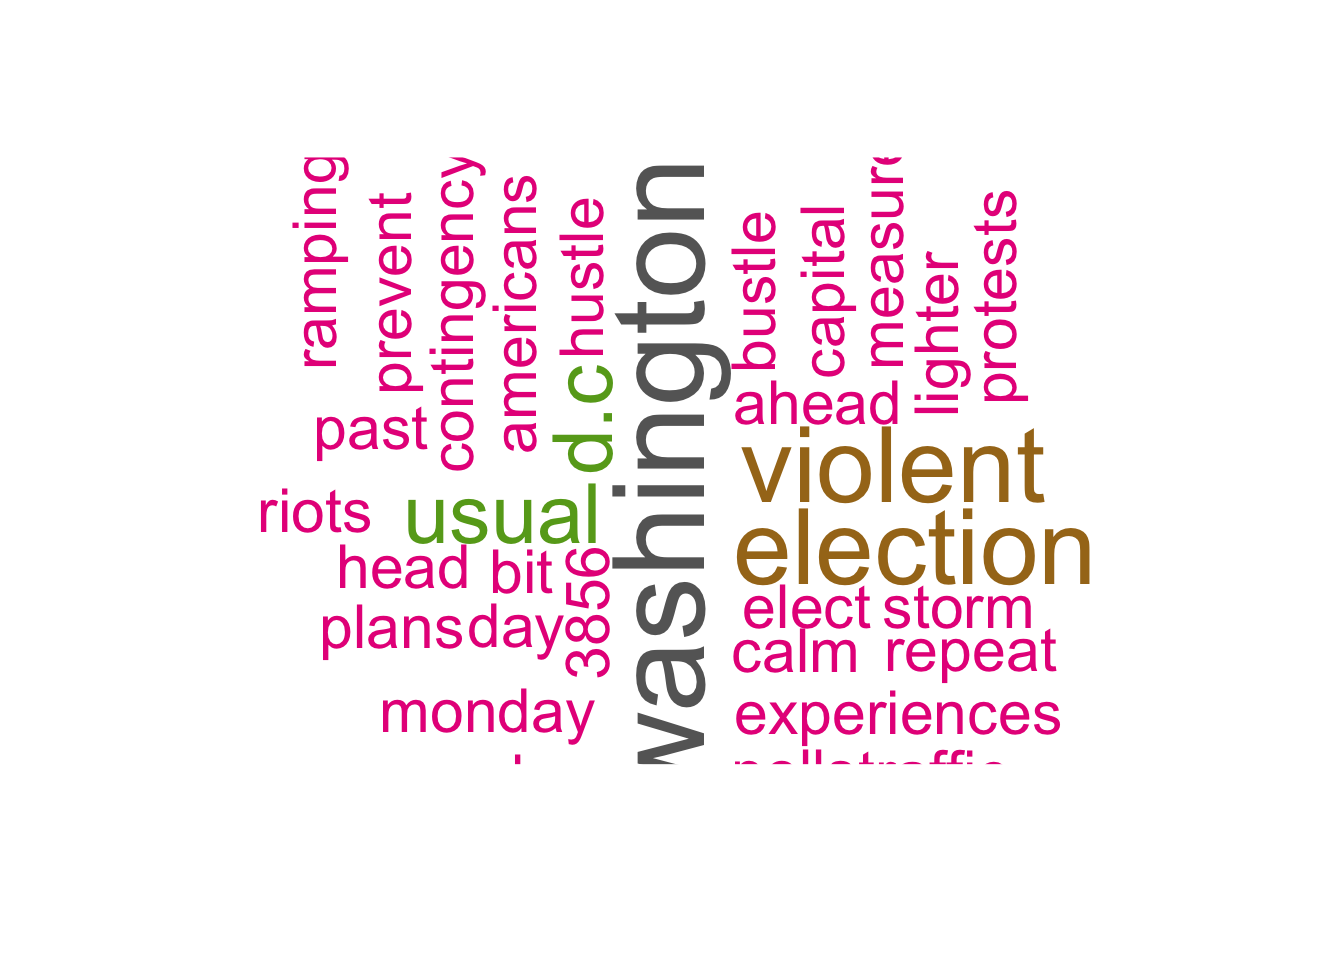 ramping
prevent
contingency
americans
hustle
washington
bustle
capital
measure
lighter
protests
d.c
ahead
past
violent
riots
usual
election
head
bit
3856
elect
storm
plans
day
calm
repeat
monday
experiences
traffic